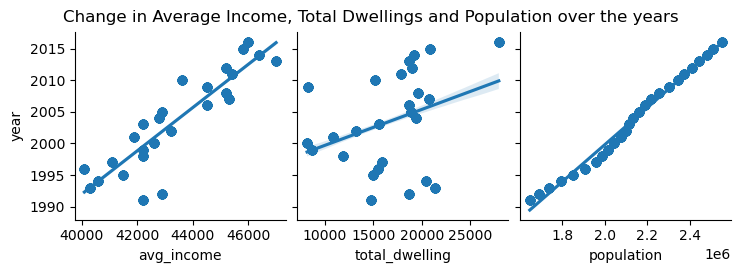 Change in Average Income, Total Dwellings and Population over the years
year
2015
2010
2005
2000
1995
1990
40000 42000 44000 46000
10000 15000 20000 25000
1.8 2.0 2.2 2.4
1e6
avg_income
total_dwelling
population